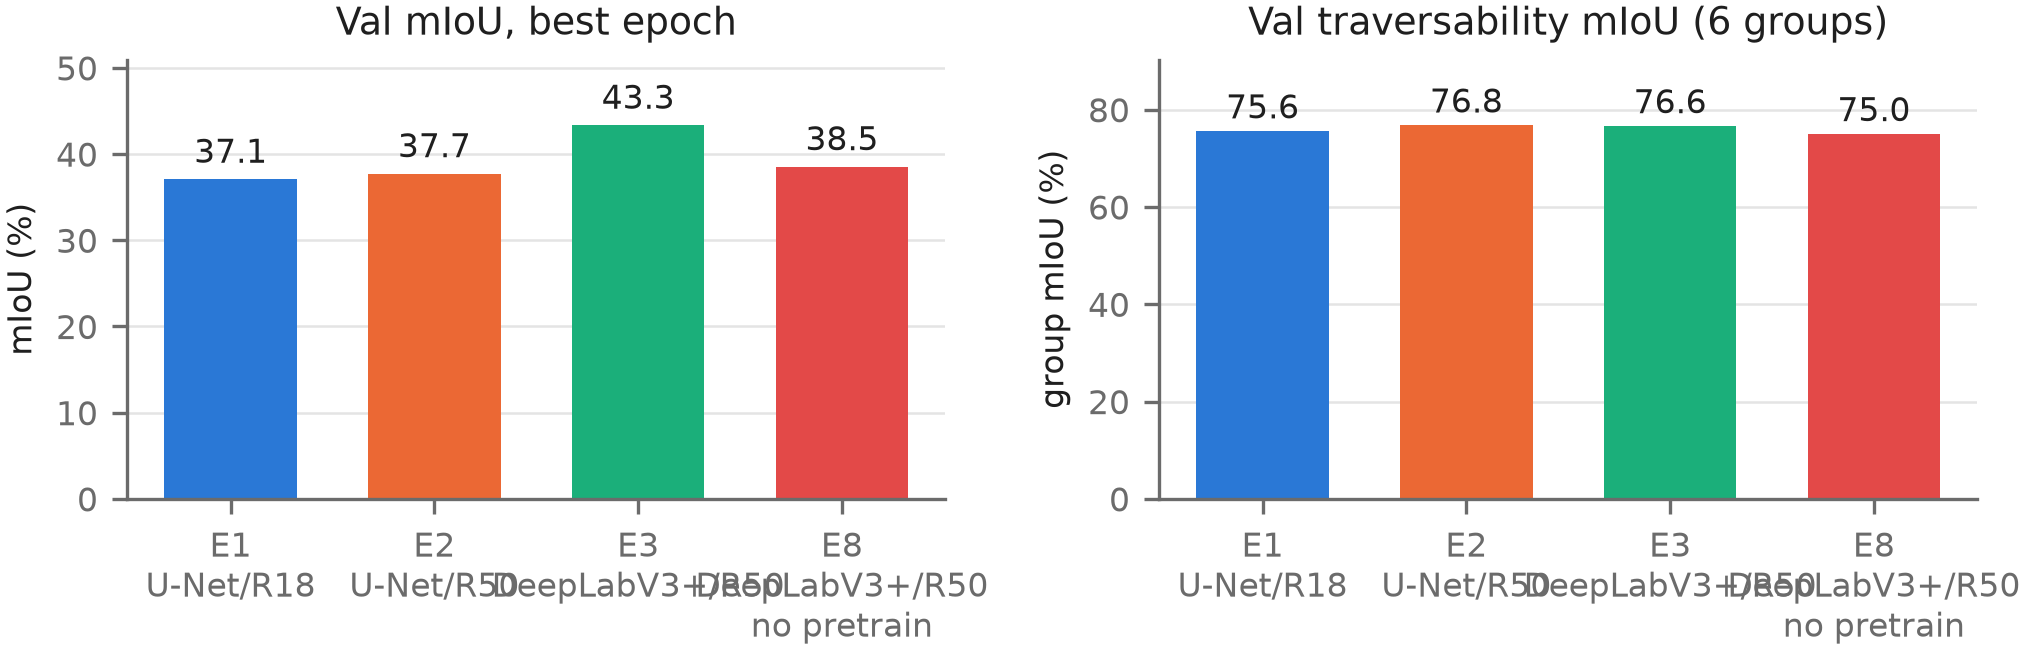 Val mIoU, best epoch
mIoU (%)
50
40
30
20
10
0
37.1
37.7
43.3
38.5
E1
U-Net/R18
E2
U-Net/R50
E3
DeepLabV3+/R50
E8
DeepLabV3+/R50
no pretrain
Val traversability mIoU (6 groups)
group mIoU (%)
80
60
40
20
0
75.6
76.8
76.6
75.0
E1
U-Net/R18
E2
U-Net/R50
E3
DeepLabV3+/R50
E8
DeepLabV3+/R50
no pretrain